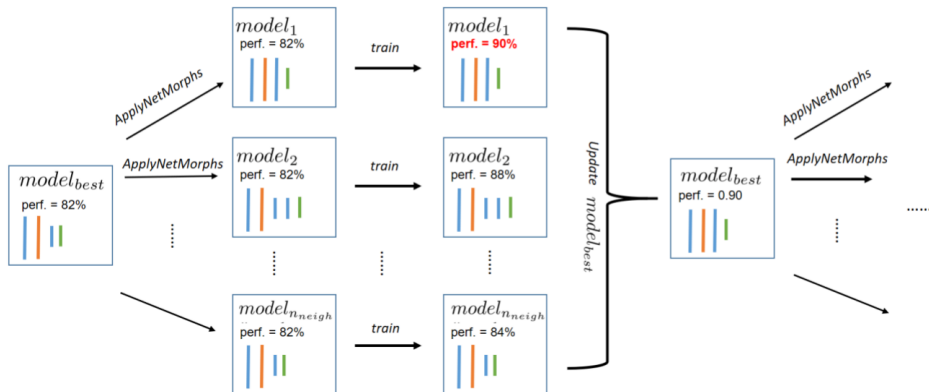 model_best
perf. = 82%
ApplyNetMorphs
ApplyNetMorphs
model_1
perf. = 82%
train
model_1
perf. = 90%
model_2
perf. = 82%
train
model_2
perf. = 88%
model_n_neigh
perf. = 82%
train
model_n_neigh
perf. = 84%
Update model_best
model_best
perf. = 0.90
ApplyNetMorphs
ApplyNetMorphs